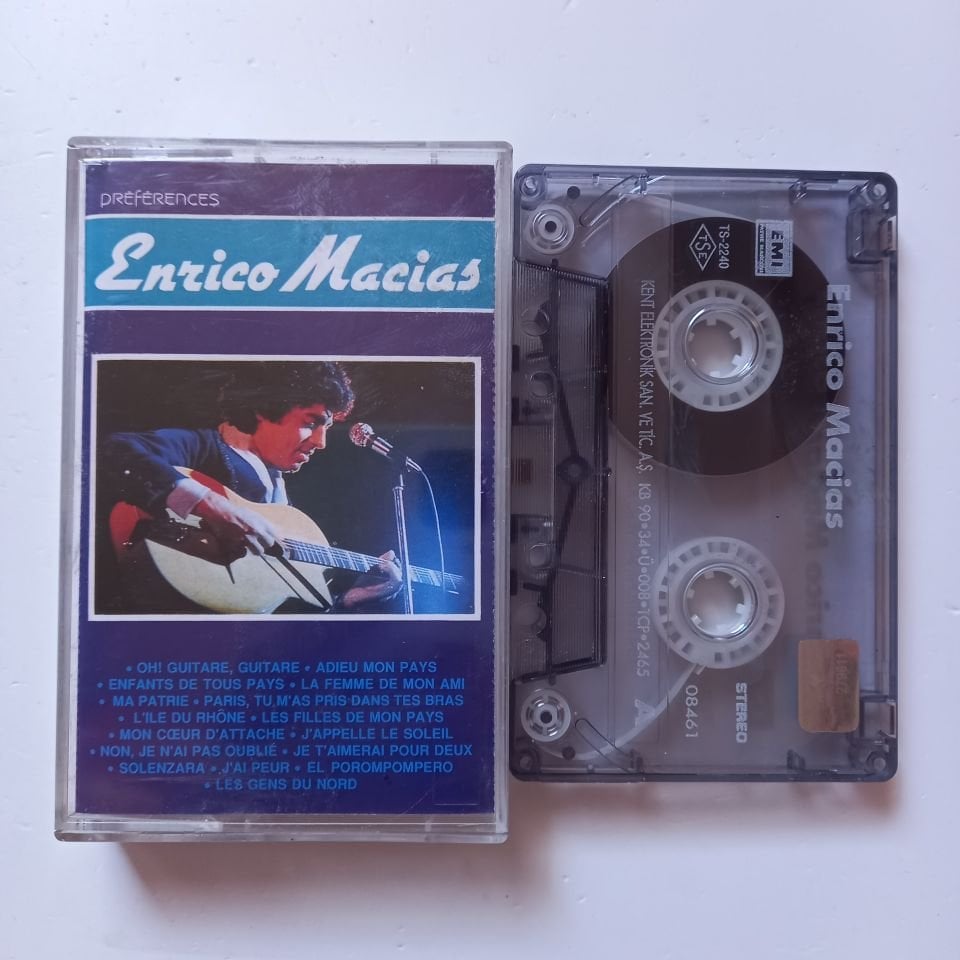 PRÉFÉRENCES
Enrico Macias
• OH! GUITARE, GUITARE • ADIEU MON PAYS
• ENFANTS DE TOUS PAYS • LA FEMME DE MON AMI
• MA PATRIE • PARIS, TU M'AS PRIS DANS TES BRAS
• L'ILE DU RHÔNE • LES FILLES DE MON PAYS
• MON CŒUR D'ATTACHE • J'APPELLE LE SOLEIL
• NON, JE N'AI PAS OUBLIÉ • JE T'AIMERAI POUR DEUX
• SOLENZARA • J'AI PEUR • EL POROMPOMPERO
• LES GENS DU NORD
Enrico Macias
EMI
PATHE MARCONI
TSE
TS-2240
KENT ELEKTRONİK SAN. VE TİC. A.Ş. KB 90•34•Ü•008•TCP•2465
A
08461
STEREO